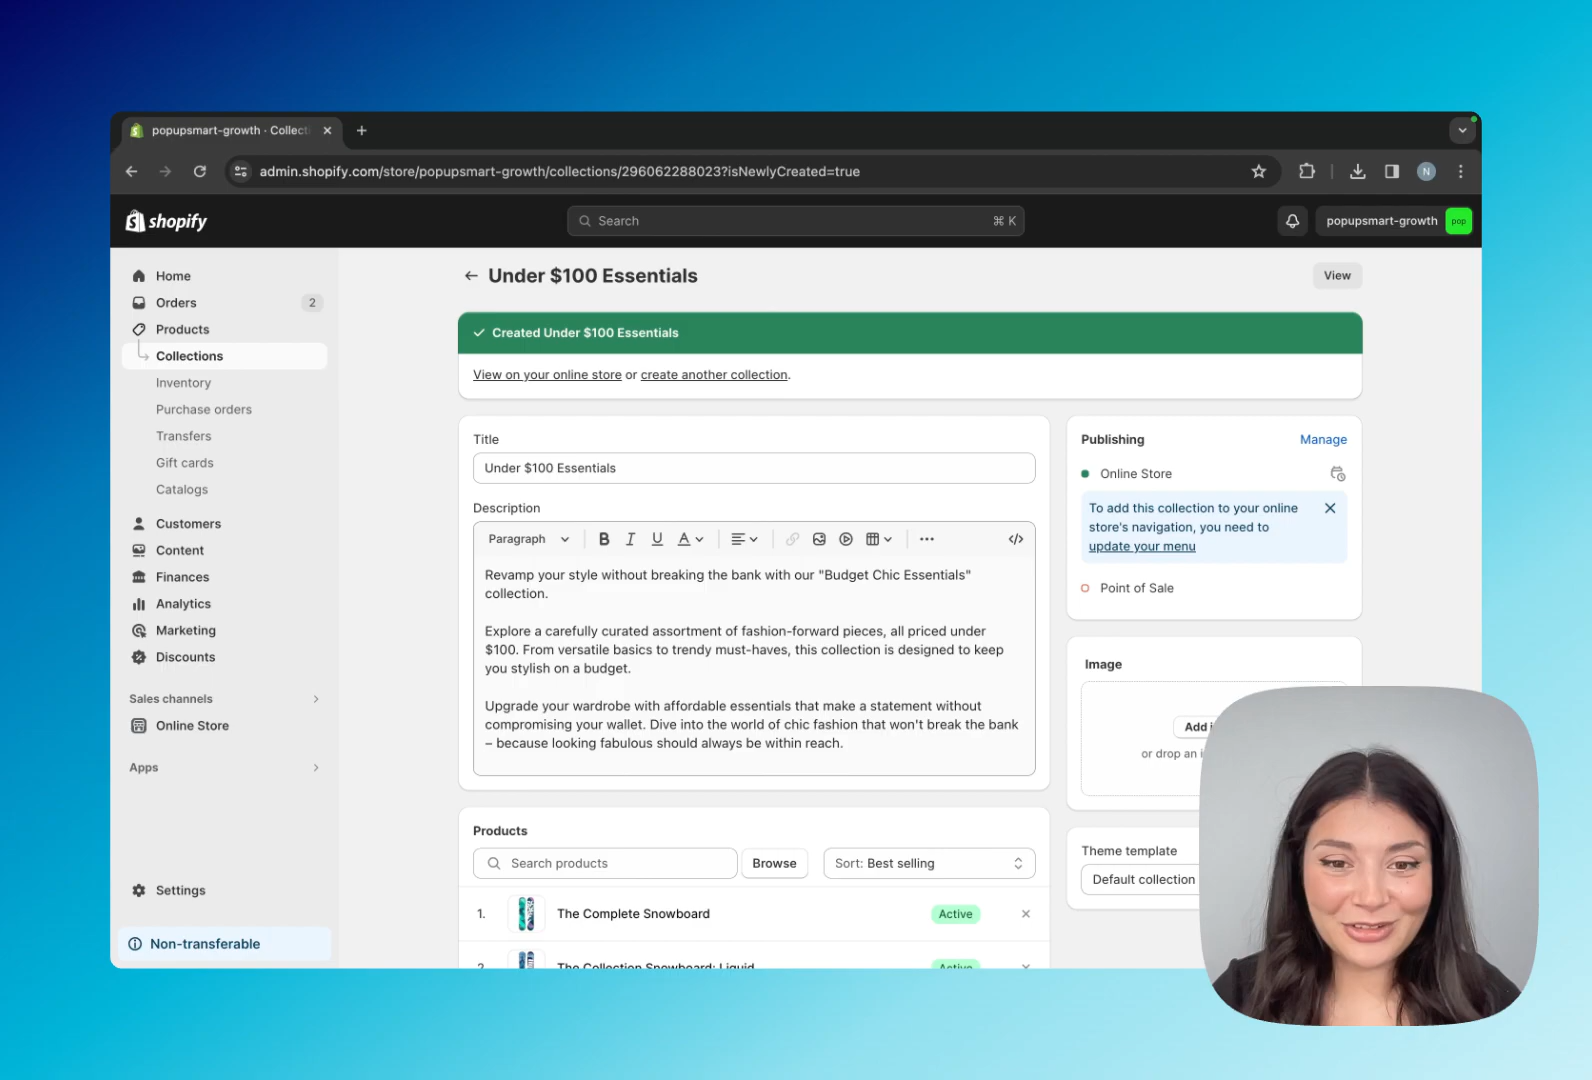 popupsmart-growth · Collecti
admin.shopify.com/store/popupsmart-growth/collections/296062288023?isNewlyCreated=true
N
shopify
Search
⌘ K
popupsmart-growth
pop
Home
Orders
2
Products
Collections
Inventory
Purchase orders
Transfers
Gift cards
Catalogs
Customers
Content
Finances
Analytics
Marketing
Discounts
Sales channels
Online Store
Apps
Settings
Non-transferable
Under $100 Essentials
View
Created Under $100 Essentials
View on your online store or create another collection.
Title
Under $100 Essentials
Description
Paragraph
B I U A
Revamp your style without breaking the bank with our "Budget Chic Essentials"
collection.
Explore a carefully curated assortment of fashion-forward pieces, all priced under
$100. From versatile basics to trendy must-haves, this collection is designed to keep
you stylish on a budget.
Upgrade your wardrobe with affordable essentials that make a statement without
compromising your wallet. Dive into the world of chic fashion that won't break the bank
– because looking fabulous should always be within reach.
Products
Search products
Browse
Sort: Best selling
1.
The Complete Snowboard
Active
2.
The Collection Snowboard: Liquid
Active
Publishing
Manage
Online Store
To add this collection to your online
store's navigation, you need to
update your menu
Point of Sale
Image
Add
or drop an
Theme template
Default collection